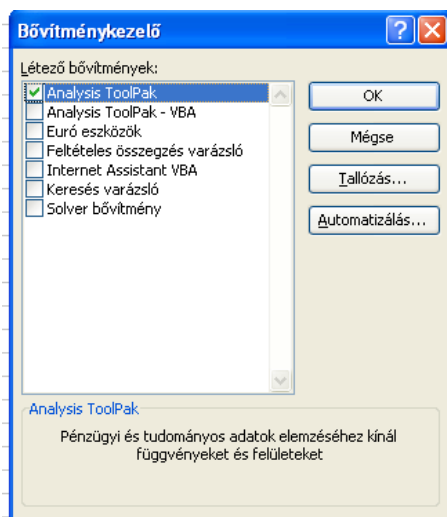 Bővítménykezelő
Létező bővítmények:
Analysis ToolPak
Analysis ToolPak - VBA
Euró eszközök
Feltételes összegzés varázsló
Internet Assistant VBA
Keresés varázsló
Solver bővítmény
OK
Mégse
Tallózás...
Automatizálás...
Analysis ToolPak
Pénzügyi és tudományos adatok elemzéséhez kínál
függvényeket és felületeket